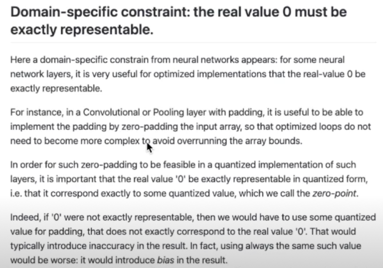 Domain-specific constraint: the real value 0 must be
exactly representable.
Here a domain-specific constrain from neural networks appears: for some neural
network layers, it is very useful for optimized implementations that the real-value 0 be
exactly representable.
For instance, in a Convolutional or Pooling layer with padding, it is useful to be able to
implement the padding by zero-padding the input array, so that optimized loops do not
need to become more complex to avoid overrunning the array bounds.
In order for such zero-padding to be feasible in a quantized implementation of such
layers, it is important that the real value '0' be exactly representable in quantized form,
i.e. that it correspond exactly to some quantized value, which we call the zero-point.
Indeed, if '0' were not exactly representable, then we would have to use some quantized
value for padding, that does not exactly correspond to the real value '0'. That would
typically introduce inaccuracy in the result. In fact, using always the same such value
would be worse: it would introduce bias in the result.